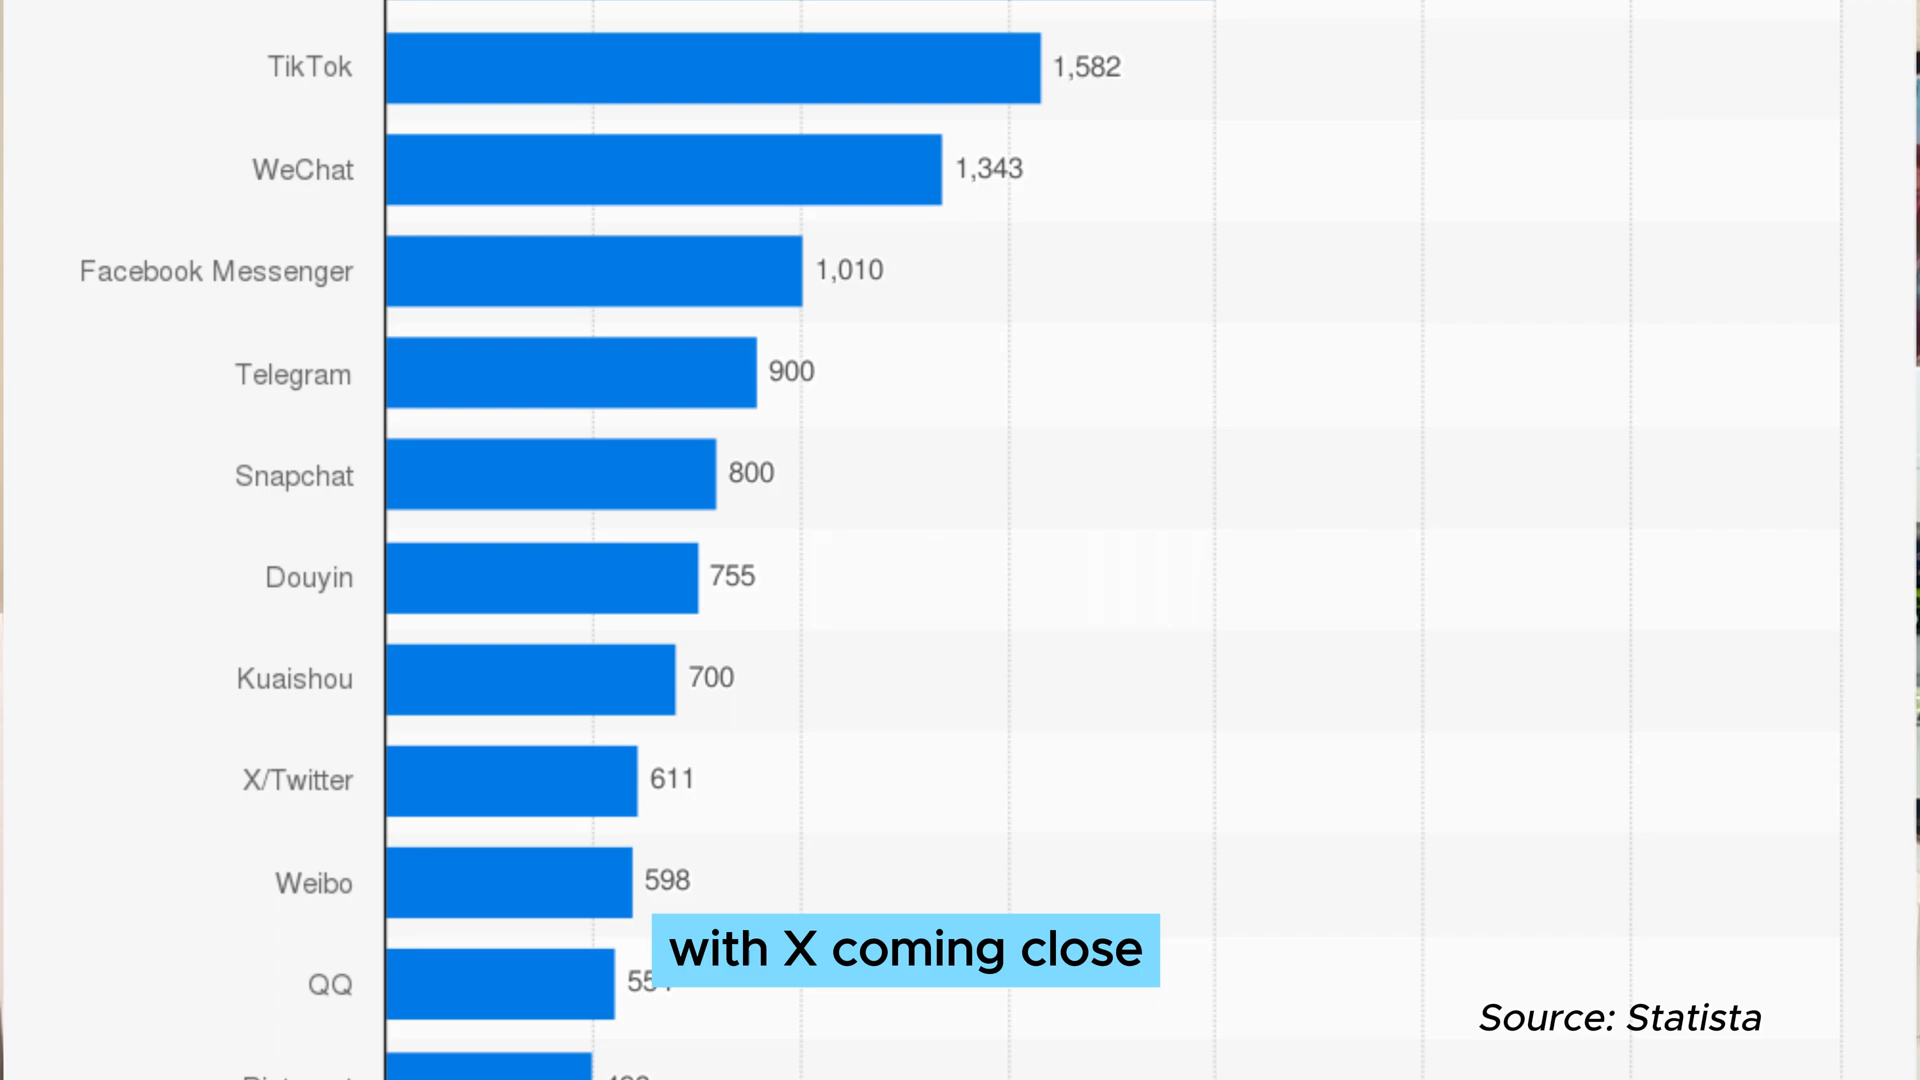 TikTok 1,582
WeChat 1,343
Facebook Messenger 1,010
Telegram 900
Snapchat 800
Douyin 755
Kuaishou 700
X/Twitter 611
Weibo 598
with X coming close
QQ
Source: Statista